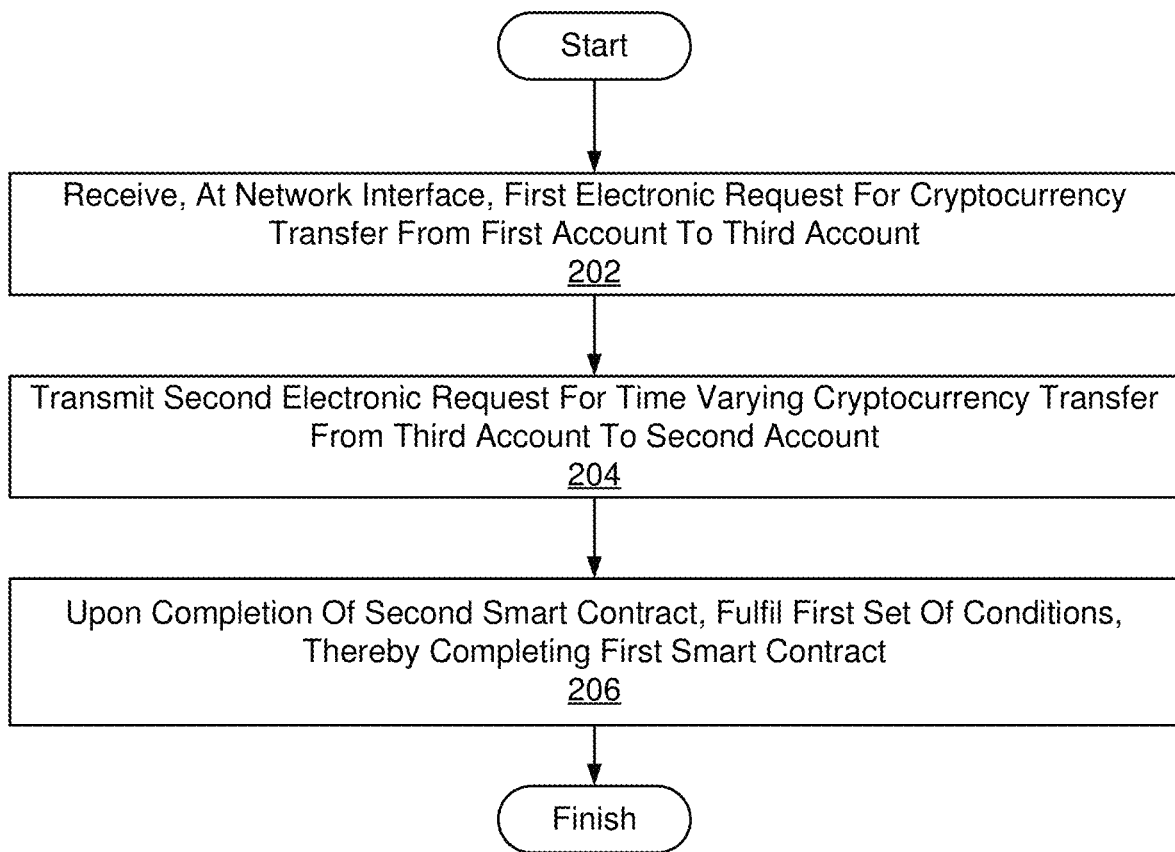 Start
Receive, At Network Interface, First Electronic Request For Cryptocurrency
Transfer From First Account To Third Account
202
Transmit Second Electronic Request For Time Varying Cryptocurrency Transfer
From Third Account To Second Account
204
Upon Completion Of Second Smart Contract, Fulfil First Set Of Conditions,
Thereby Completing First Smart Contract
206
Finish